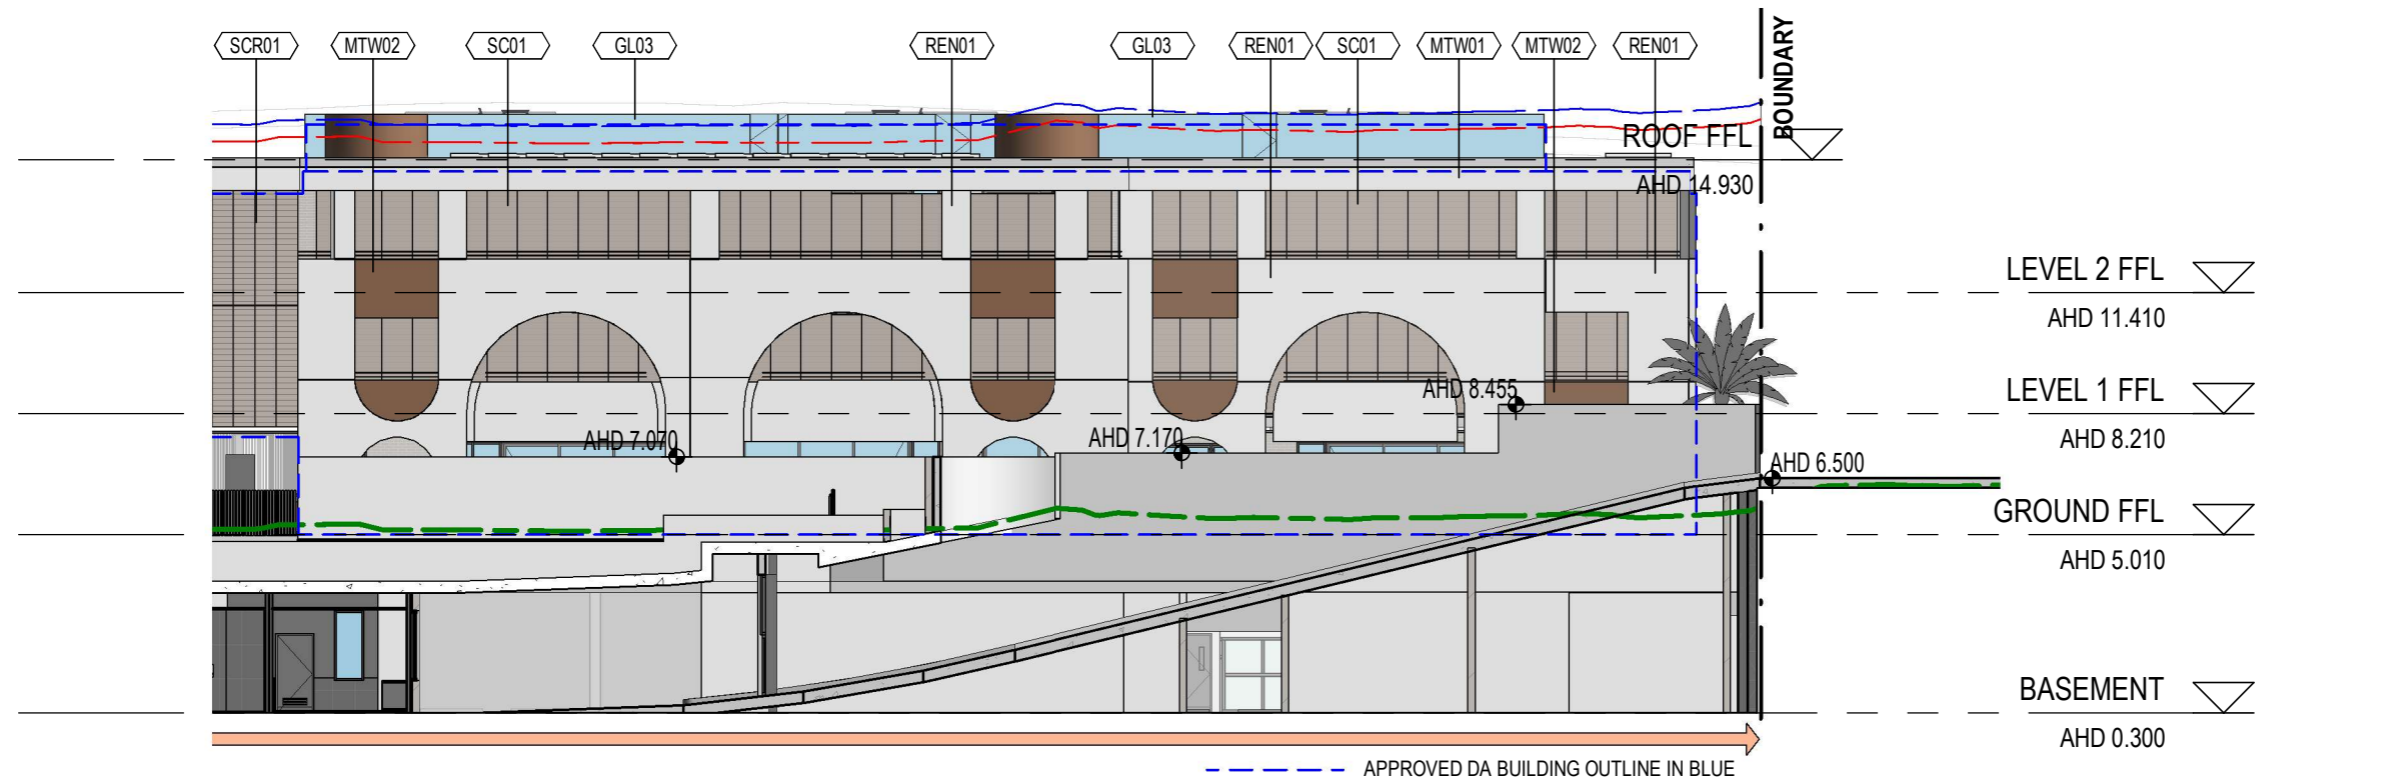 SCR01
MTW02
SC01
GL03
REN01
GL03
REN01
SC01
MTW01
MTW02
REN01
BOUNDARY
ROOF FFL
AHD 14.930
LEVEL 2 FFL
AHD 11.410
AHD 8.455
LEVEL 1 FFL
AHD 8.210
AHD 7.070
AHD 7.170
AHD 6.500
GROUND FFL
AHD 5.010
BASEMENT
AHD 0.300
APPROVED DA BUILDING OUTLINE IN BLUE